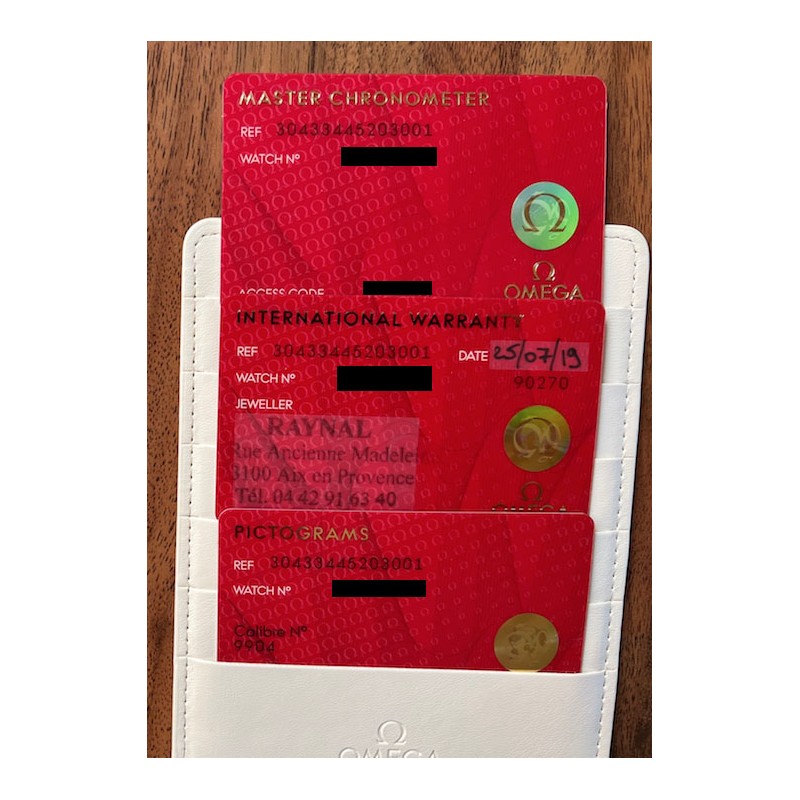 MASTER CHRONOMETER
REF 30433445203001
WATCH Nº
ACCESS CODE
OMEGA
INTERNATIONAL WARRANTY
REF 30433445203001 DATE 25/07/19
WATCH Nº 90270
JEWELLER
RAYNAL
Rue Ancienne Madelei
3100 Aix en Provence
Tél. 04 42 91 63 40
PICTOGRAMS
REF 30433445203001
WATCH Nº
Calibre Nº
9904
OMEGA